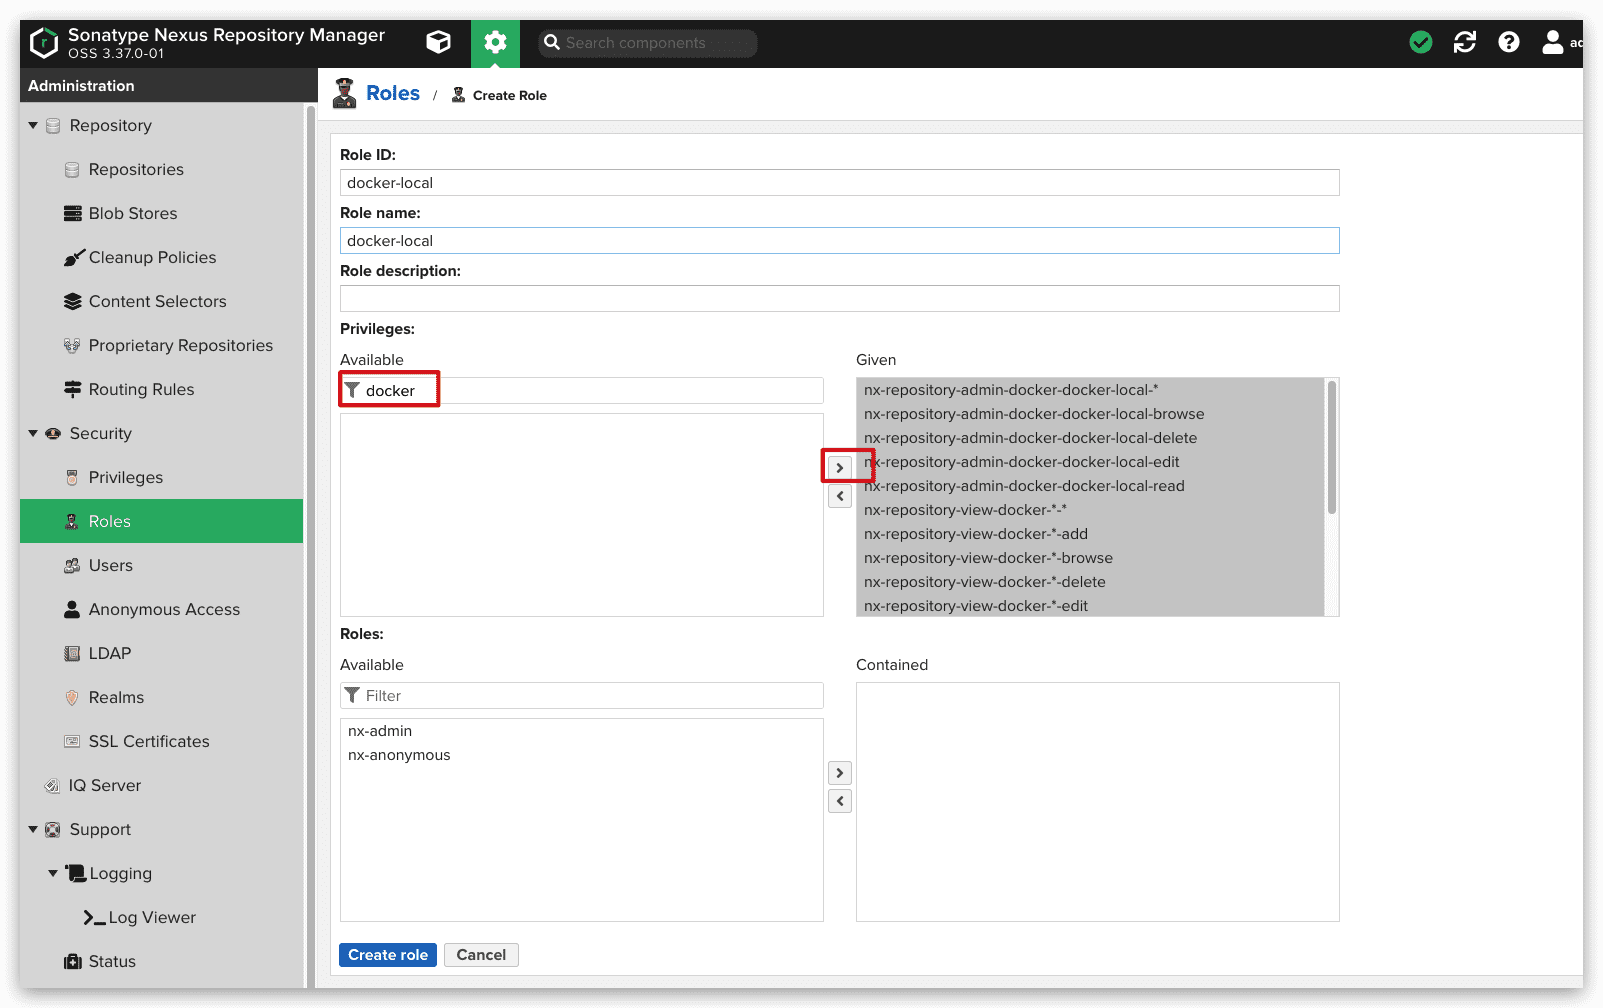 Sonatype Nexus Repository Manager
OSS 3.37.0-01
Search components
Administration
Repository
Repositories
Blob Stores
Cleanup Policies
Content Selectors
Proprietary Repositories
Routing Rules
Security
Privileges
Roles
Users
Anonymous Access
LDAP
Realms
SSL Certificates
IQ Server
Support
Logging
Log Viewer
Status
Roles / Create Role
Role ID:
docker-local
Role name:
docker-local
Role description:
Privileges:
Available
docker
Given
nx-repository-admin-docker-docker-local-*
nx-repository-admin-docker-docker-local-browse
nx-repository-admin-docker-docker-local-delete
nx-repository-admin-docker-docker-local-edit
nx-repository-admin-docker-docker-local-read
nx-repository-view-docker-*-*
nx-repository-view-docker-*-add
nx-repository-view-docker-*-browse
nx-repository-view-docker-*-delete
nx-repository-view-docker-*-edit
Roles:
Available
Filter
nx-admin
nx-anonymous
Contained
Create role
Cancel